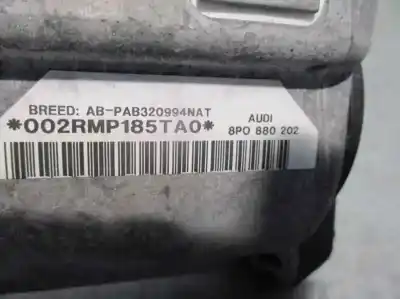 BREED: AB-PAB320994NAT
*002RMP185TA0*
AUDI
8P0 880 202